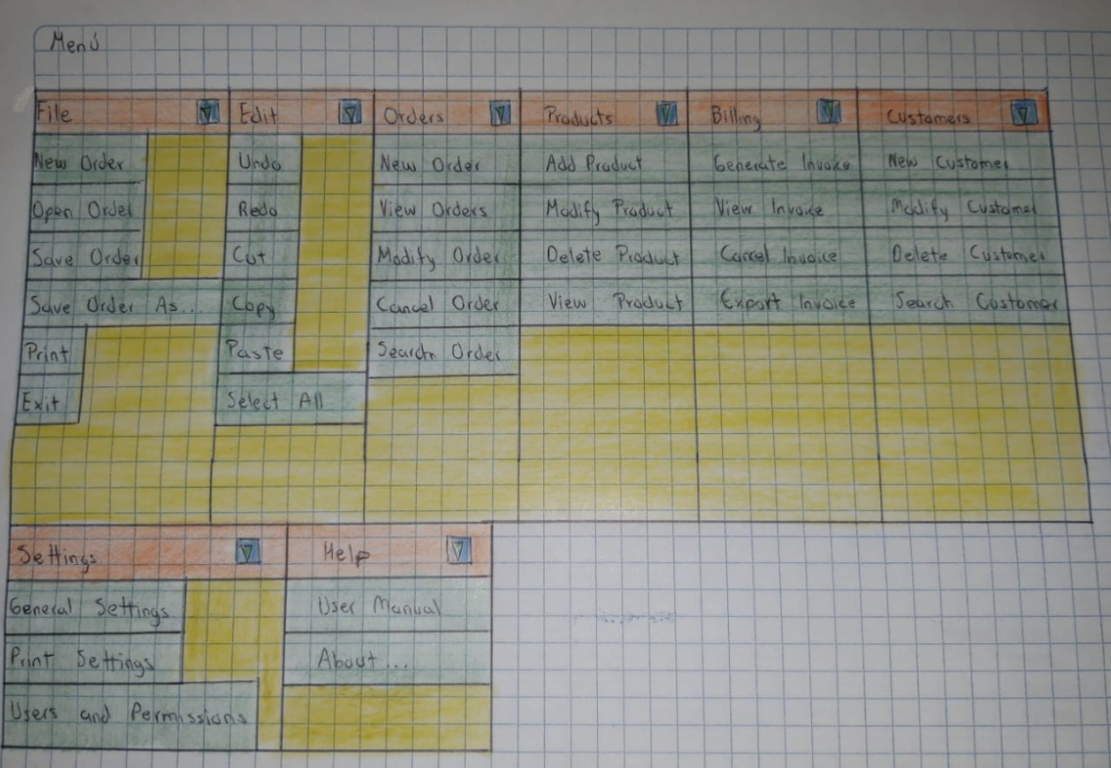 Menú
File Edit Orders Products Billing Customers
New Order Undo New Order Add Product Generate Invoice New Customer
Open Order Redo View Orders Modify Product View Invoice Modify Customer
Save Order Cut Modify Order Delete Product Cancel Invoice Delete Customer
Save Order As... Copy Cancel Order View Product Export Invoice Search Customer
Print Paste Search Order
Exit Select All
Settings Help
General Settings User Manual
Print Settings About...
Users and Permissions